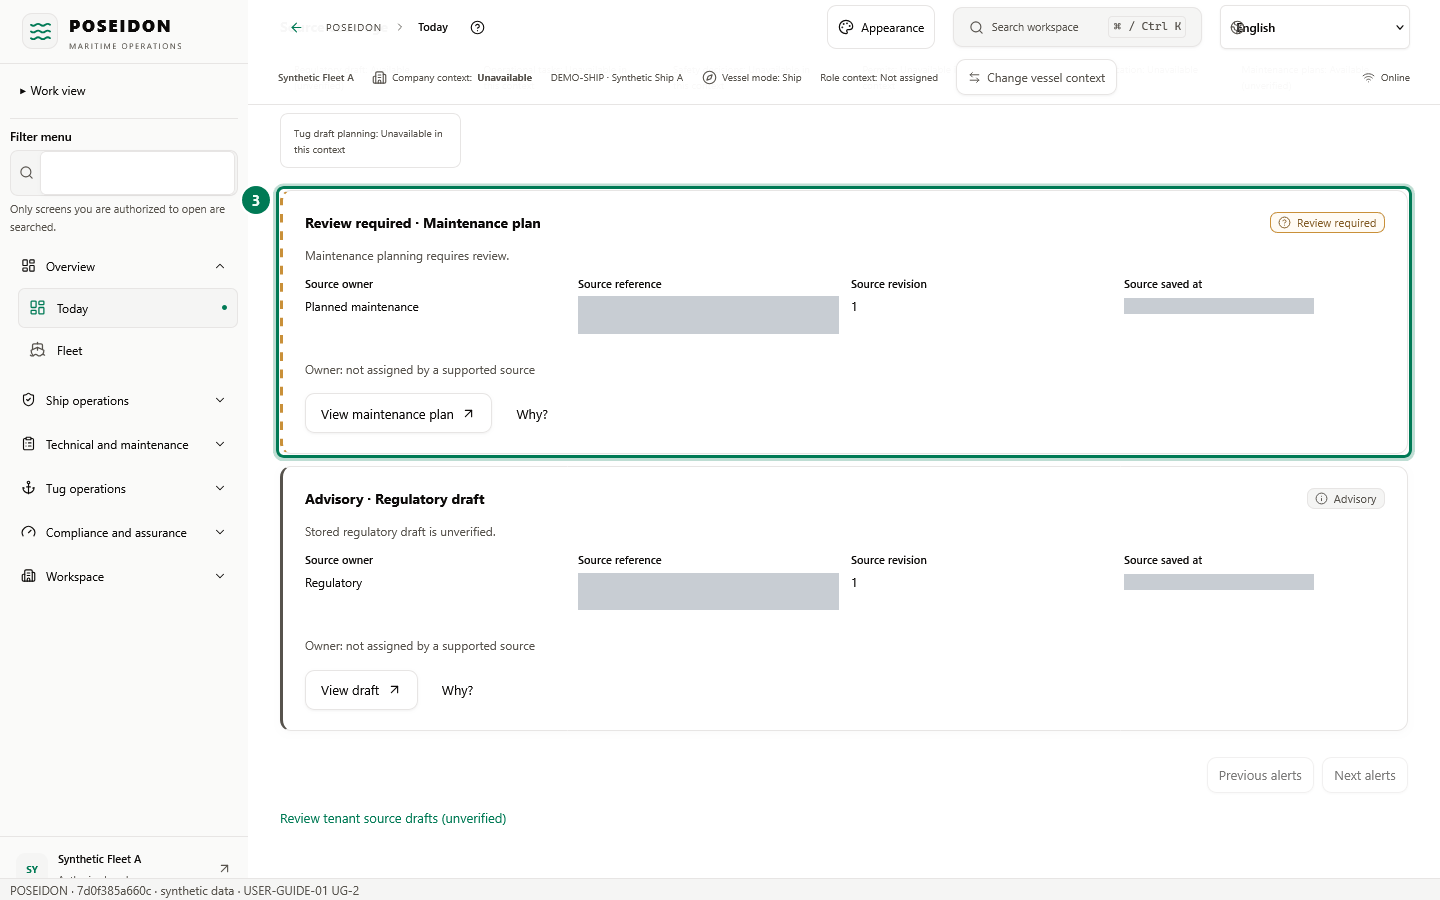 POSEIDON
MARITIME OPERATIONS
POSEIDON
Today
Appearance
Search workspace
⌘ / Ctrl K
English
Synthetic Fleet A
Company context: Unavailable
DEMO-SHIP · Synthetic Ship A
Vessel mode: Ship
Role context: Not assigned
Change vessel context
Online
Work view
Filter menu
Only screens you are authorized to open are
searched.
Overview
Today
Fleet
Ship operations
Technical and maintenance
Tug operations
Compliance and assurance
Workspace
SY
Synthetic Fleet A
Tug draft planning: Unavailable in
this context
3
Review required · Maintenance plan
Review required
Maintenance planning requires review.
Source owner
Source reference
Source revision
Source saved at
Planned maintenance
1
Owner: not assigned by a supported source
View maintenance plan
Why?
Advisory · Regulatory draft
Advisory
Stored regulatory draft is unverified.
Source owner
Source reference
Source revision
Source saved at
Regulatory
1
Owner: not assigned by a supported source
View draft
Why?
Previous alerts
Next alerts
Review tenant source drafts (unverified)
POSEIDON · 7d0f385a660c · synthetic data · USER-GUIDE-01 UG-2